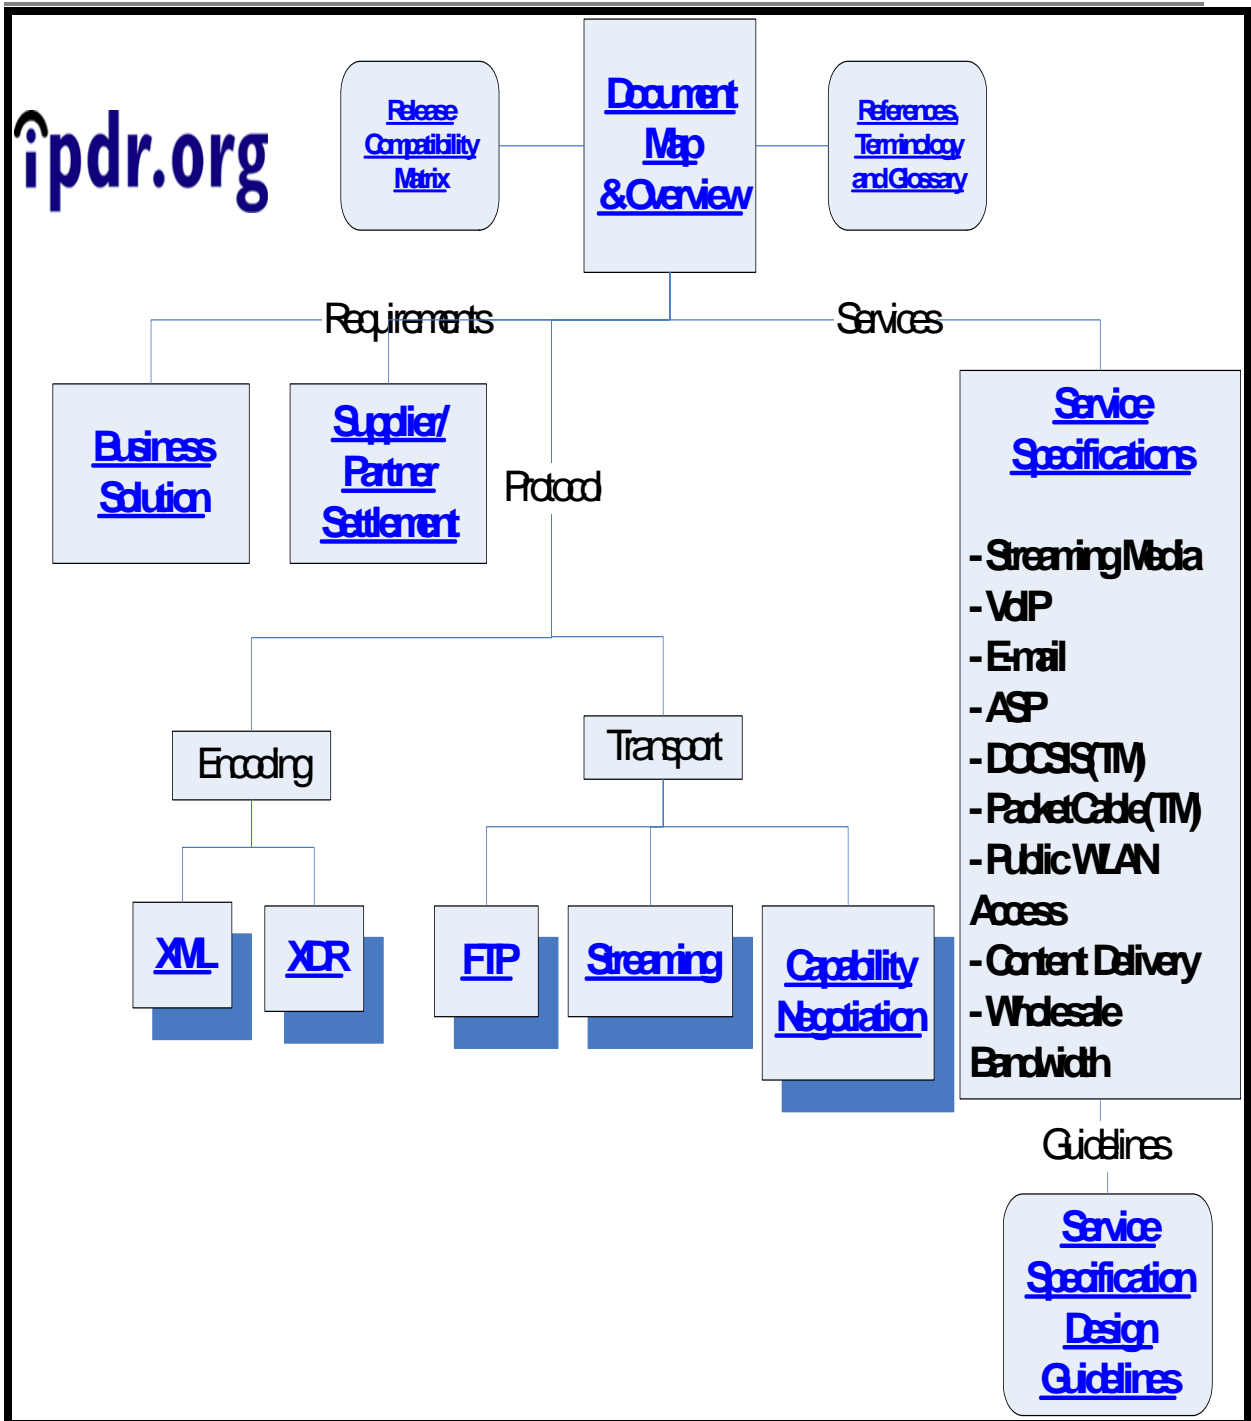 ipdr.org
Release
Compatibility
Matrix
Document
Map
& Overview
References,
Terminology
and Glossary
Requirements
Services
Business
Solution
Supplier/
Partner
Settlement
Protocol
Service
Specifications
- Streaming Media
- VoIP
- E-mail
- ASP
- DOCSIS(TM)
- PacketCable(TM)
- Public WLAN
Access
- Content Delivery
- Wholesale
Bandwidth
Encoding
Transport
XML
XDR
FTP
Streaming
Capability
Negotiation
Guidelines
Service
Specification
Design
Guidelines